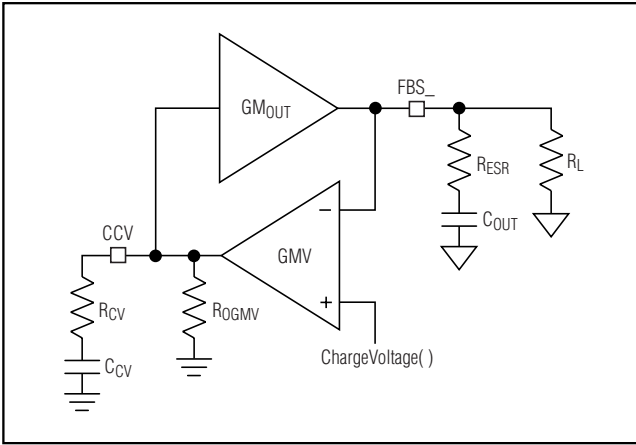 FBS_
GMOUT
RESR
RL
COUT
CCV
GMV
−
+
RCV
ROGMV
CCV
ChargeVoltage( )